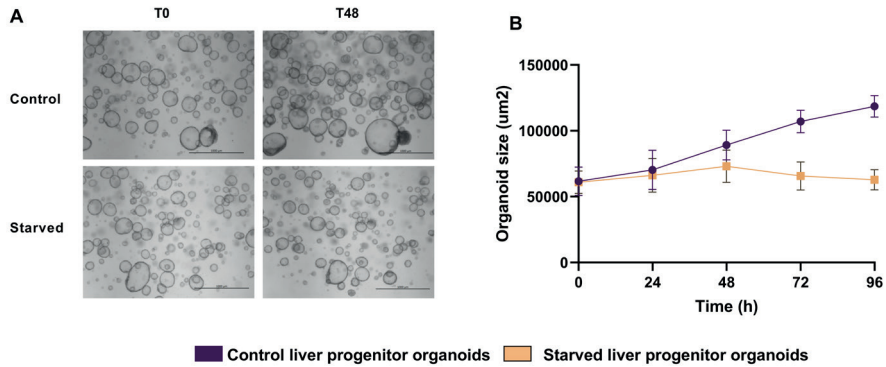 A
T0
T48
Control
Starved
B
Organoid size (um2)
150000
100000
50000
0
0 24 48 72 96
Time (h)
Control liver progenitor organoids
Starved liver progenitor organoids